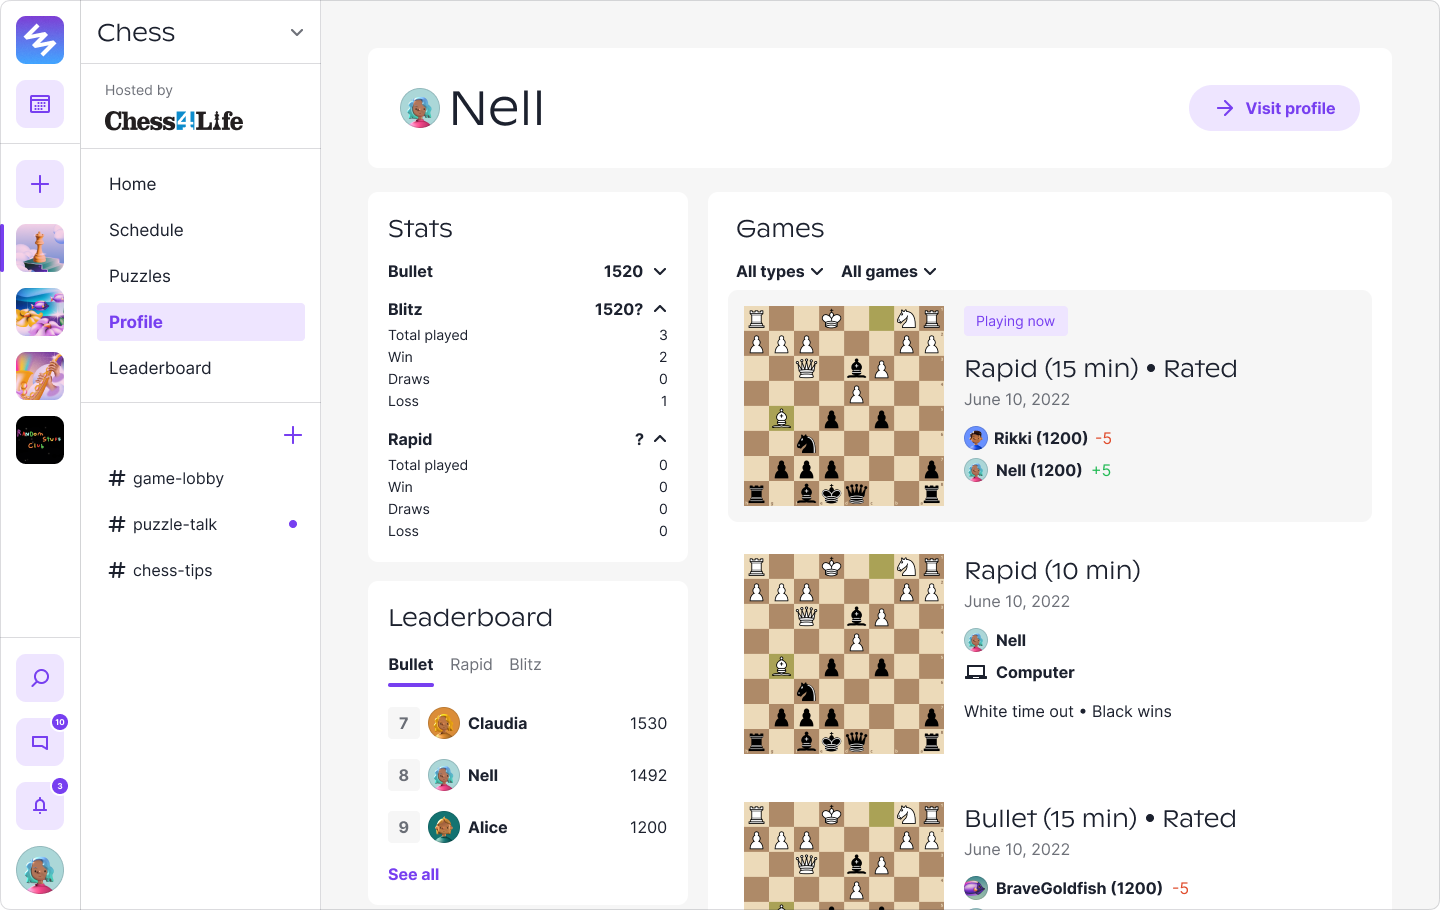 Chess
Hosted by
Chess4Life
Home
Schedule
Puzzles
Profile
Leaderboard
# game-lobby
# puzzle-talk
# chess-tips
10
3
Nell
Visit profile
Stats
Bullet 1520
Blitz 1520?
Total played 3
Win 2
Draws 0
Loss 1
Rapid ?
Total played 0
Win 0
Draws 0
Loss 0
Leaderboard
Bullet Rapid Blitz
7 Claudia 1530
8 Nell 1492
9 Alice 1200
See all
Games
All types All games
Playing now
Rapid (15 min) • Rated
June 10, 2022
Rikki (1200) -5
Nell (1200) +5
Rapid (10 min)
June 10, 2022
Nell
Computer
White time out • Black wins
Bullet (15 min) • Rated
June 10, 2022
BraveGoldfish (1200) -5